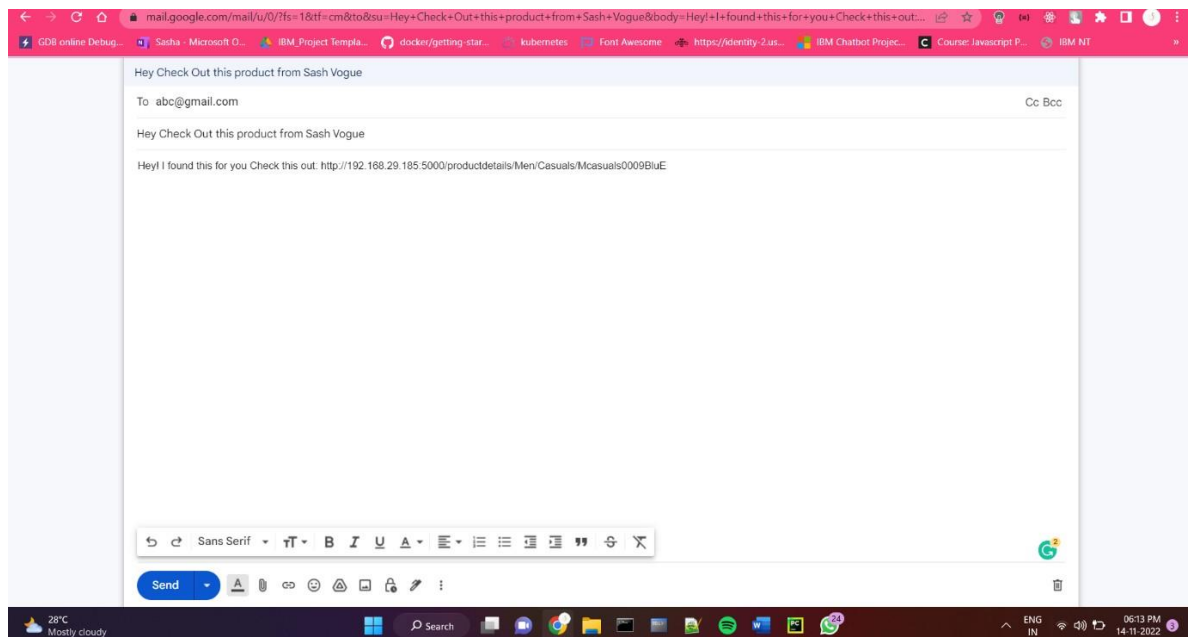 mail.google.com/mail/u/0/?fs=1&tf=cm&to&su=Hey+Check+Out+this+product+from+Sash+Vogue&body=Hey!+I+found+this+for+you+Check+this+out:...
GDB online Debug... Sasha - Microsoft O... IBM_Project Templa... docker/getting-star... kubernetes Font Awesome https://identity-2.us... IBM Chatbot Projec... Course: Javascript P... IBM NT »
Hey Check Out this product from Sash Vogue
To abc@gmail.com Cc Bcc
Hey Check Out this product from Sash Vogue
Hey! I found this for you Check this out: http://192.168.29.185:5000/productdetails/Men/Casuals/Mcasuals0009BluE
Sans Serif B I U A
2
Send A
28°C
Mostly cloudy
Search
24
ENG
IN
06:13 PM
14-11-2022
3